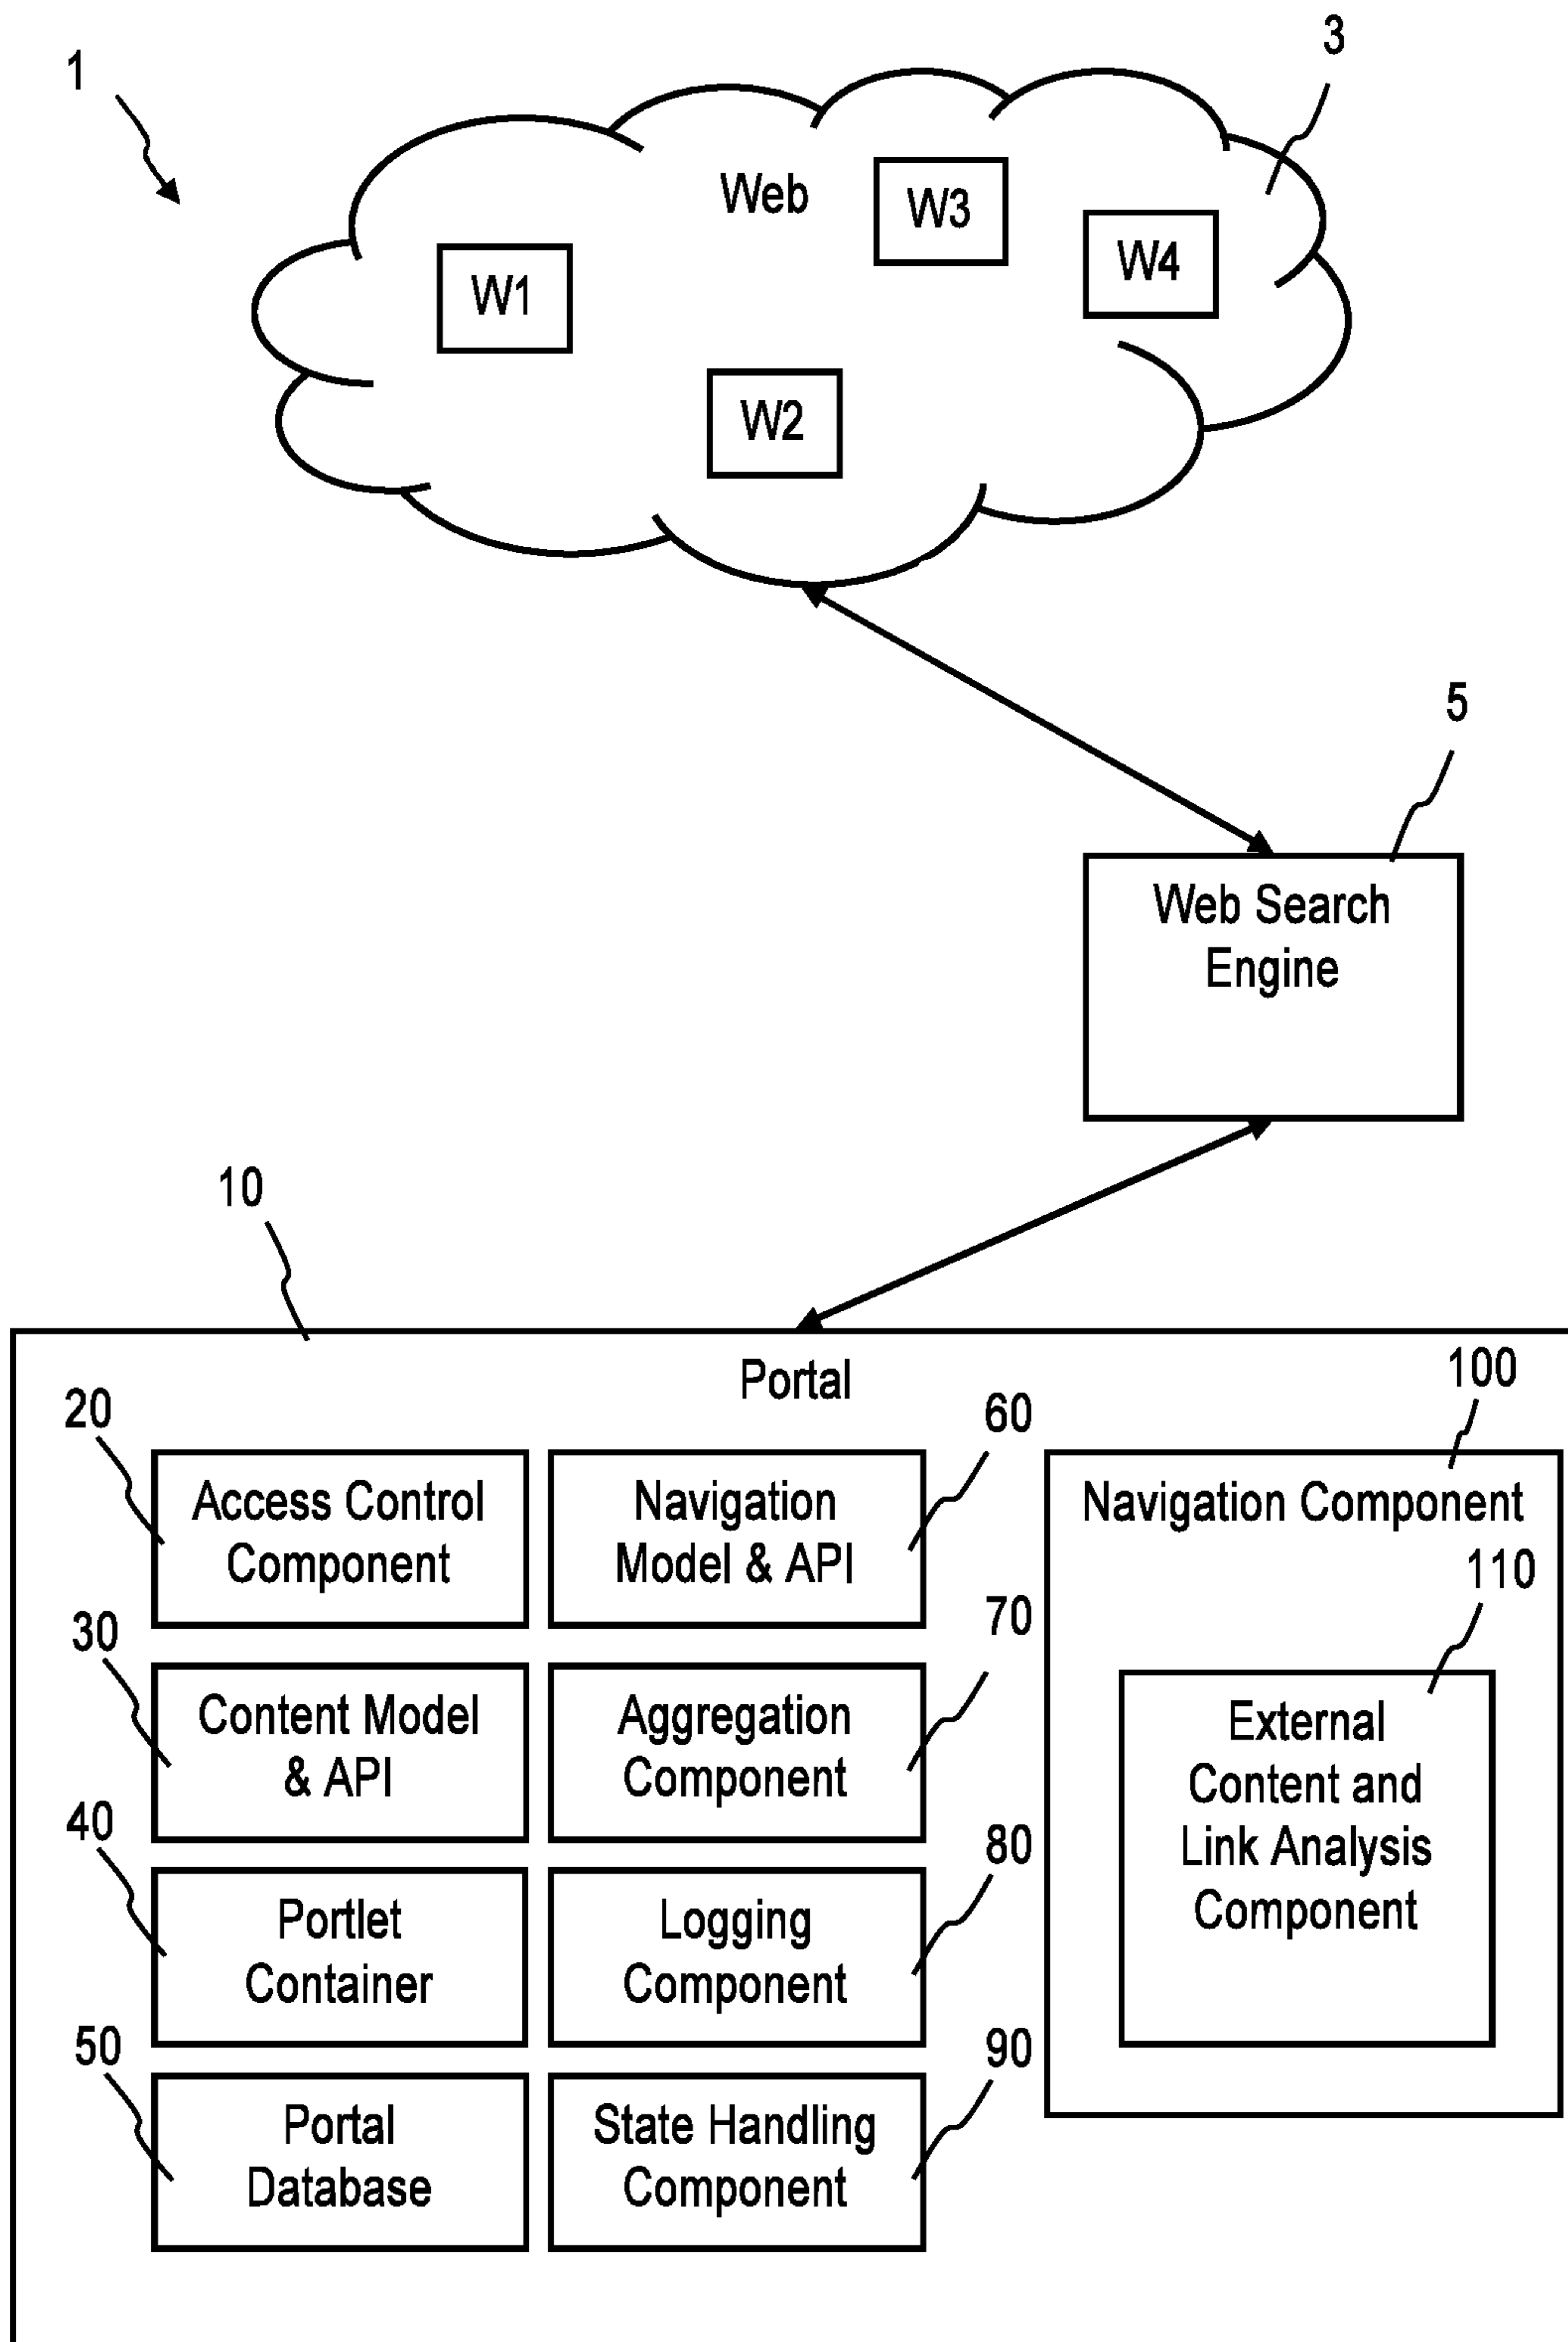 1
3
Web
W3
W4
W1
W2
5
Web Search
Engine
10
Portal
100
20
60
Access Control
Component
Navigation
Model & API
Navigation Component
110
30
70
Content Model
& API
Aggregation
Component
External
Content and
Link Analysis
Component
40
80
Portlet
Container
Logging
Component
50
90
Portal
Database
State Handling
Component